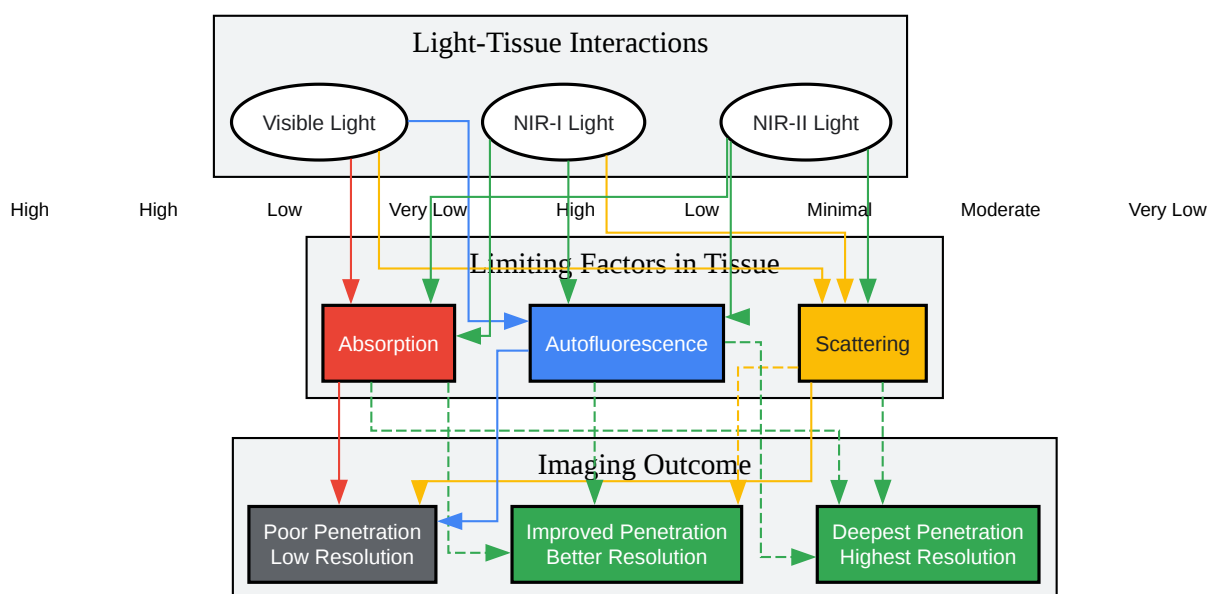 Light-Tissue Interactions
Visible Light
NIR-I Light
NIR-II Light
High
High
Low
Very Low
High
Low
Minimal
Moderate
Very Low
Limiting Factors in Tissue
Absorption
Autofluorescence
Scattering
Imaging Outcome
Poor Penetration
Low Resolution
Improved Penetration
Better Resolution
Deepest Penetration
Highest Resolution